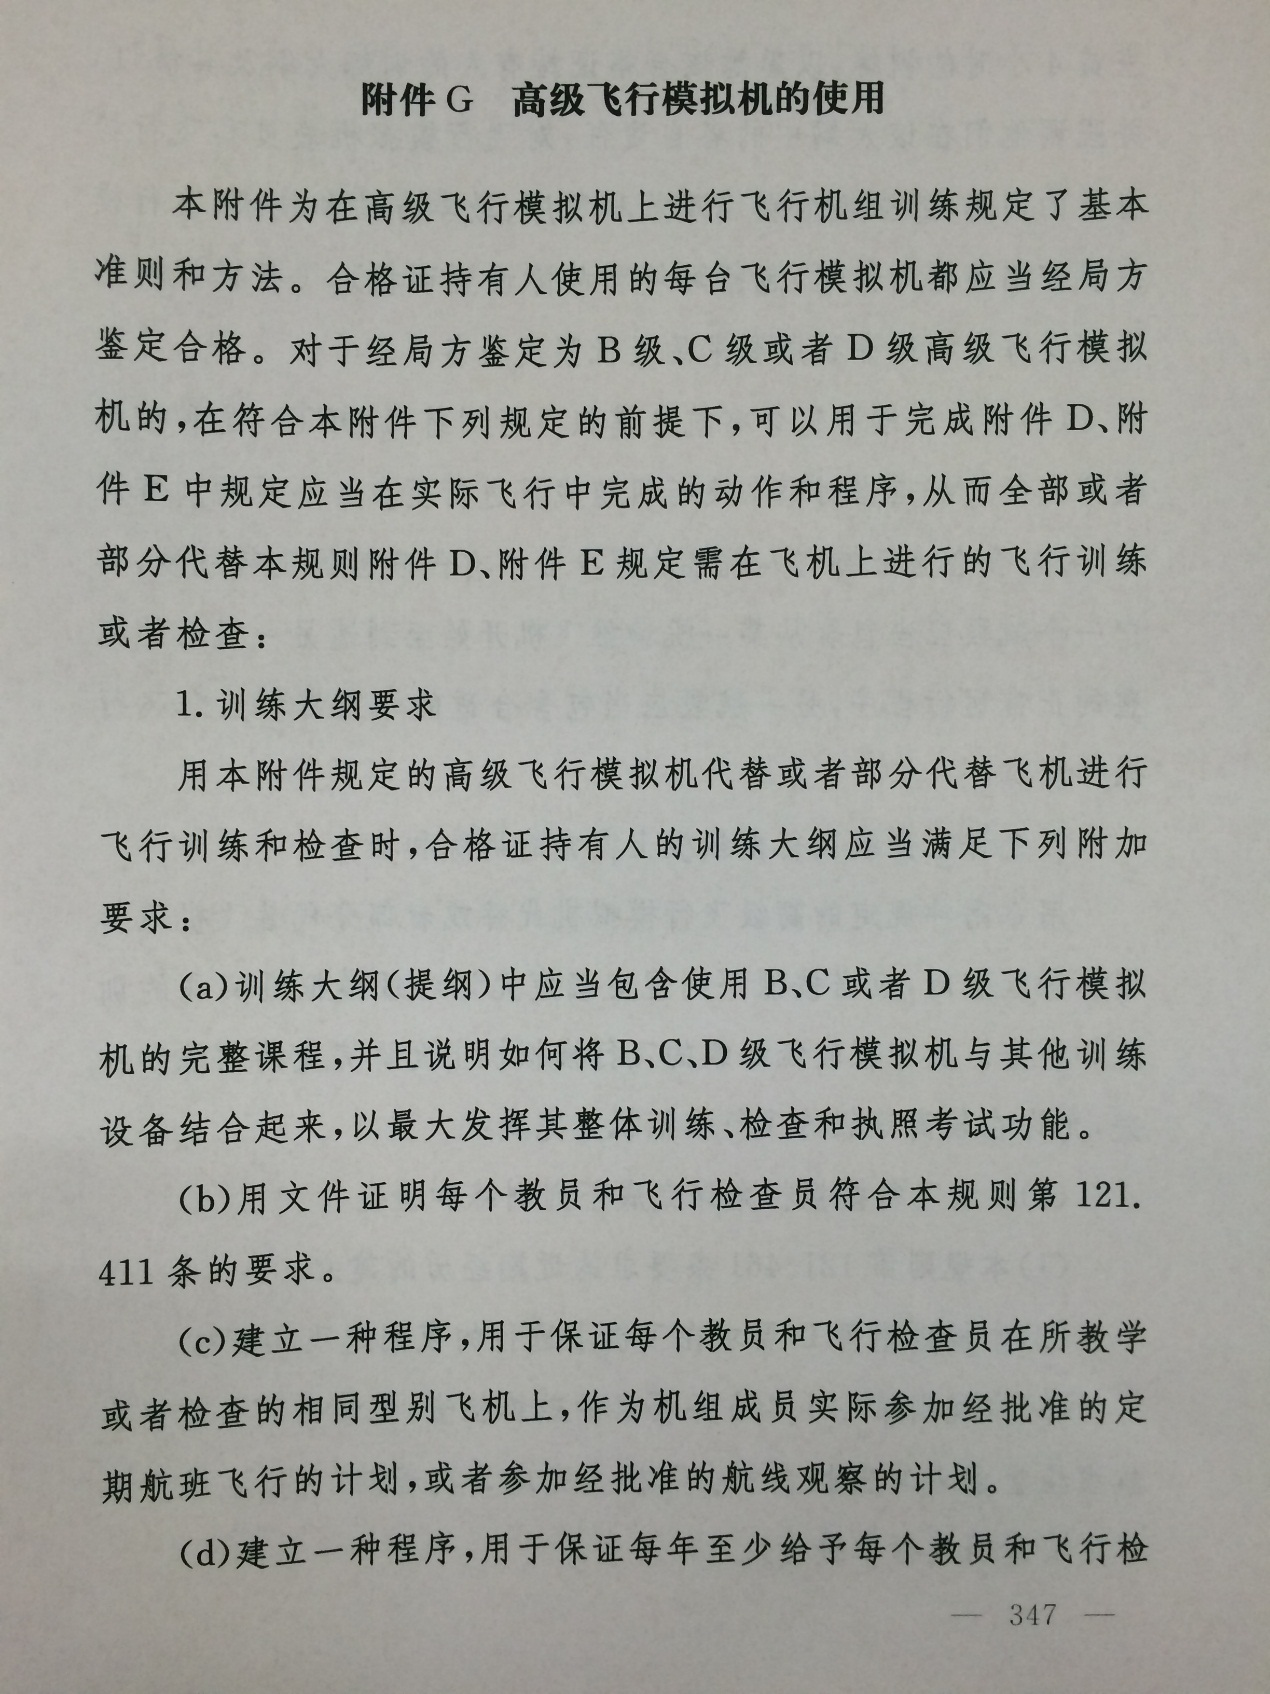 附件 G 高级飞行模拟机的使用
本附件为在高级飞行模拟机上进行飞行机组训练规定了基本
准则和方法。合格证持有人使用的每台飞行模拟机都应当经局方
鉴定合格。对于经局方鉴定为 B 级、C 级或者 D 级高级飞行模拟
机的,在符合本附件下列规定的前提下,可以用于完成附件 D、附
件 E 中规定应当在实际飞行中完成的动作和程序,从而全部或者
部分代替本规则附件 D、附件 E 规定需在飞机上进行的飞行训练
或者检查:
1. 训练大纲要求
用本附件规定的高级飞行模拟机代替或者部分代替飞机进行
飞行训练和检查时,合格证持有人的训练大纲应当满足下列附加
要求:
(a)训练大纲(提纲)中应当包含使用 B、C 或者 D 级飞行模拟
机的完整课程,并且说明如何将 B、C、D 级飞行模拟机与其他训练
设备结合起来,以最大发挥其整体训练、检查和执照考试功能。
(b)用文件证明每个教员和飞行检查员符合本规则第 121.
411 条的要求。
(c)建立一种程序,用于保证每个教员和飞行检查员在所教学
或者检查的相同型别飞机上,作为机组成员实际参加经批准的定
期航班飞行的计划,或者参加经批准的航线观察的计划。
(d)建立一种程序,用于保证每年至少给予每个教员和飞行检
— 347 —